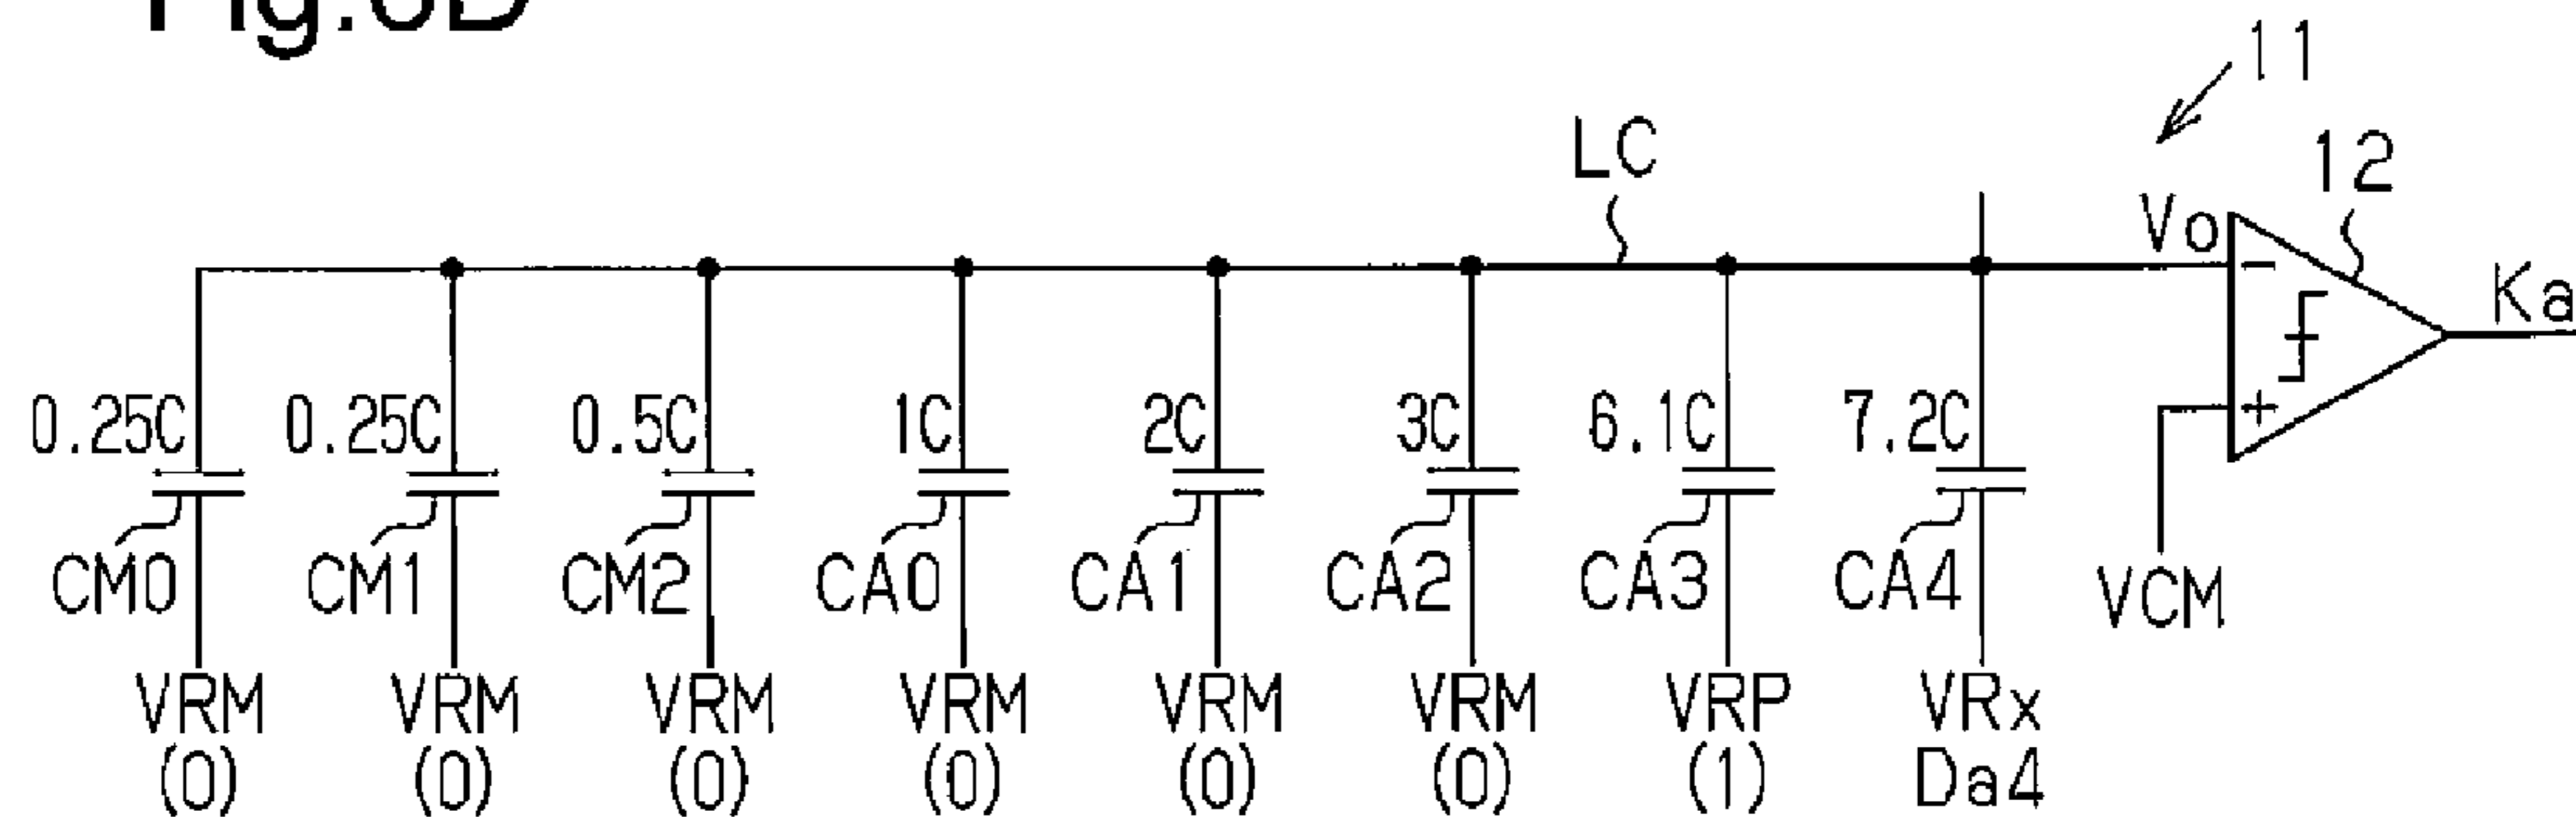 11
LC
12
Vo
Ka
0.25C 0.25C 0.5C 1C 2C 3C 6.1C 7.2C
CM0 CM1 CM2 CA0 CA1 CA2 CA3 CA4
VCM
VRM VRM VRM VRM VRM VRM VRP VRx
(0) (0) (0) (0) (0) (0) (1) Da4